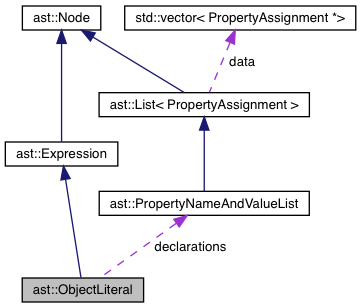 ast::Node
std::vector< PropertyAssignment *>
data
ast::List< PropertyAssignment >
ast::Expression
ast::PropertyNameAndValueList
declarations
ast::ObjectLiteral